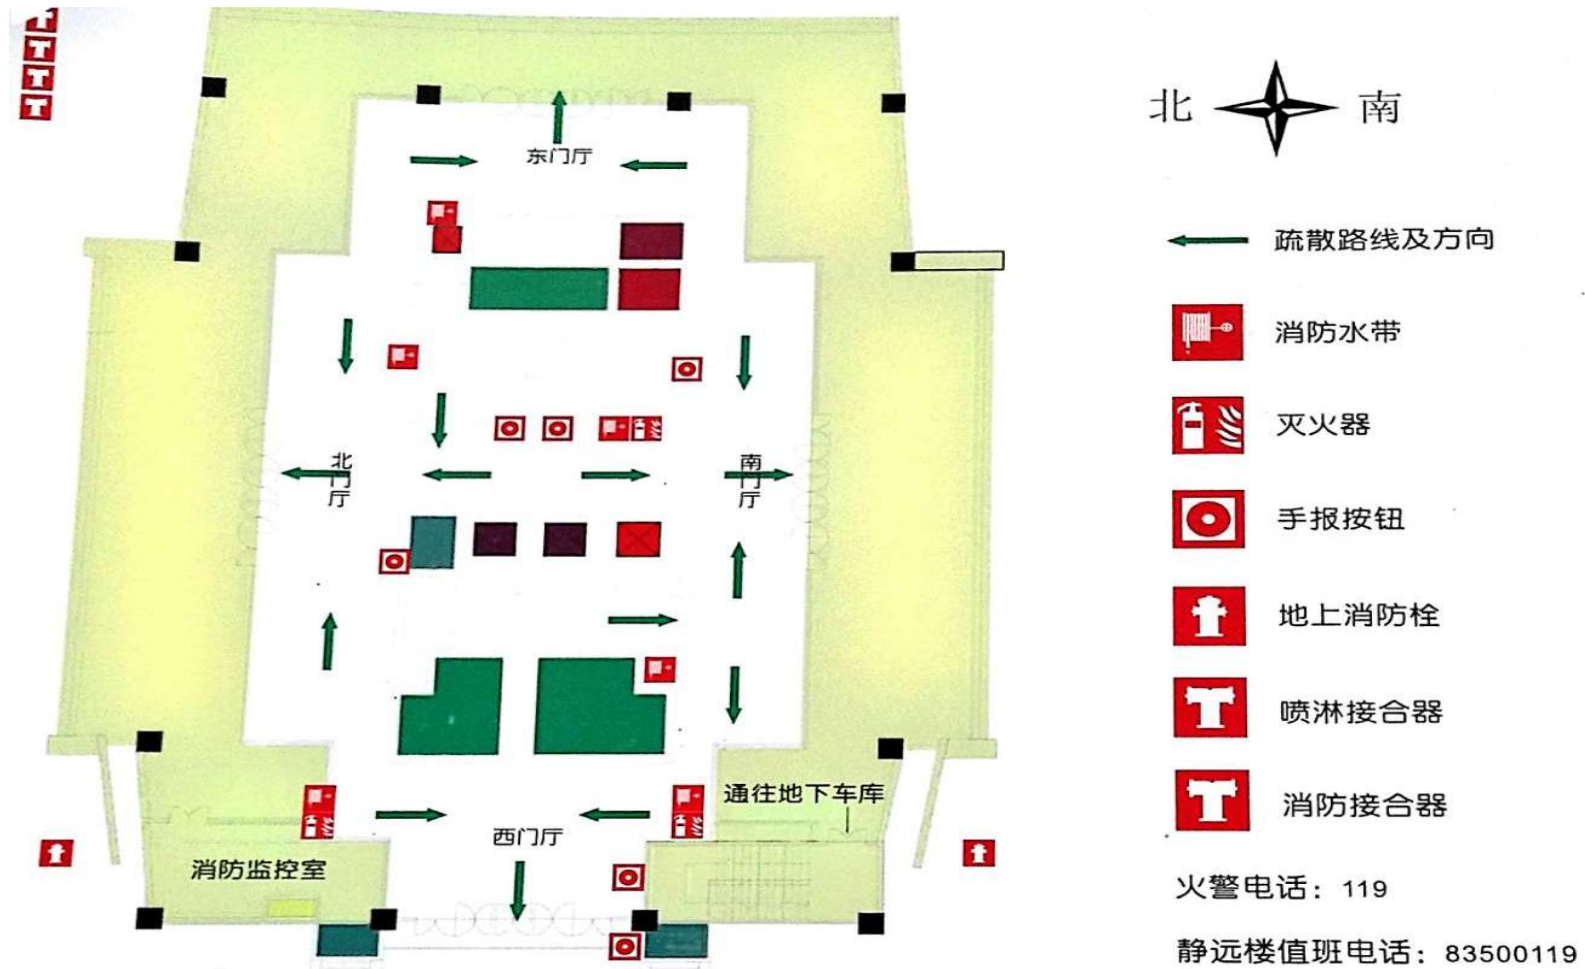 北 南
东门厅
疏散路线及方向
消防水带
灭火器
北门厅
南门厅
手报按钮
地上消防栓
喷淋接合器
通往地下车库
消防接合器
西门厅
消防监控室
火警电话：119
静远楼值班电话：83500119